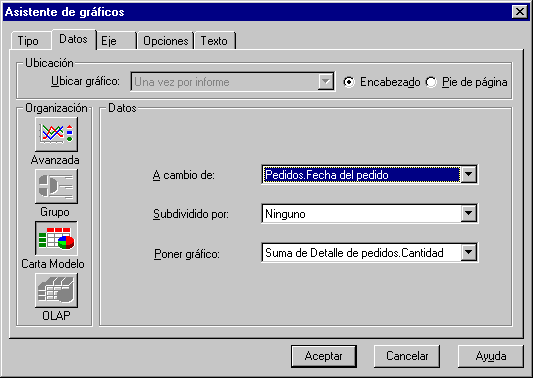 Asistente de gráficos
Tipo Datos Eje Opciones Texto
Ubicación
Ubicar gráfico: Una vez por informe Encabezado Pie de página
Organización
Datos
Avanzada
A cambio de: Pedidos.Fecha del pedido
Grupo
Subdividido por: Ninguno
Carta Modelo
Poner gráfico: Suma de Detalle de pedidos.Cantidad
OLAP
Aceptar Cancelar Ayuda